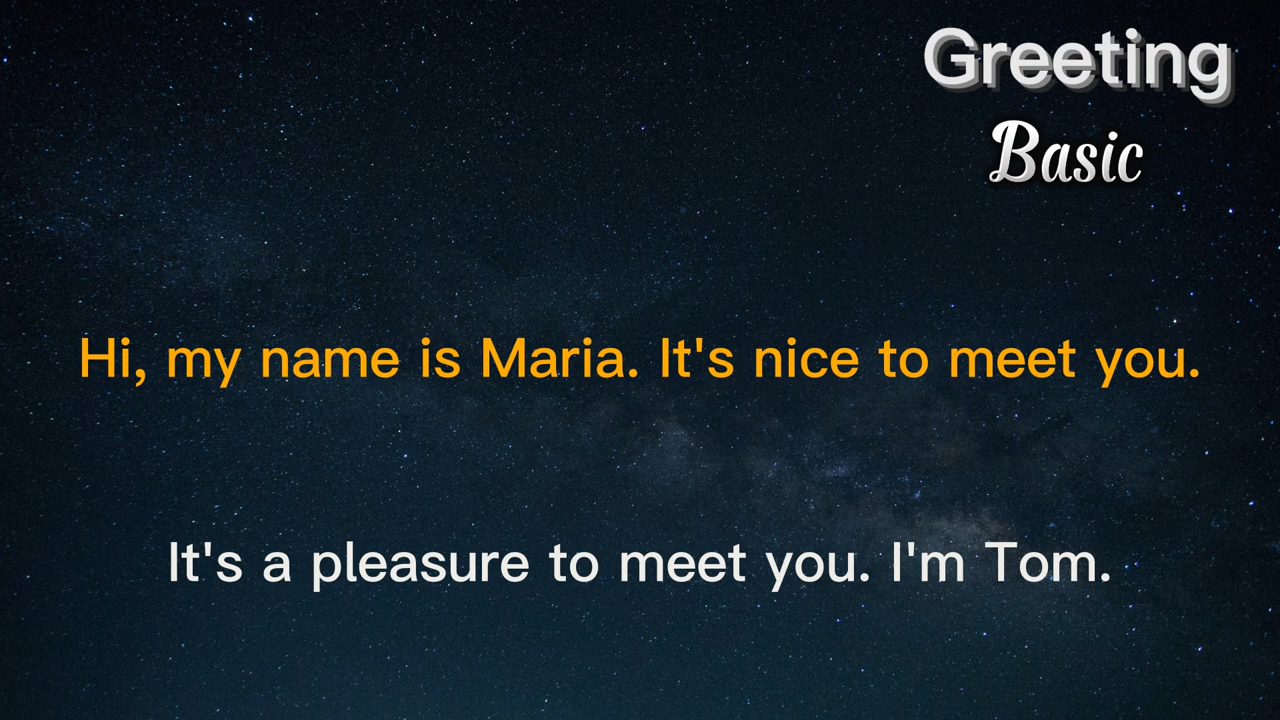 Greeting
Basic
Hi, my name is Maria. It's nice to meet you.
It's a pleasure to meet you. I'm Tom.